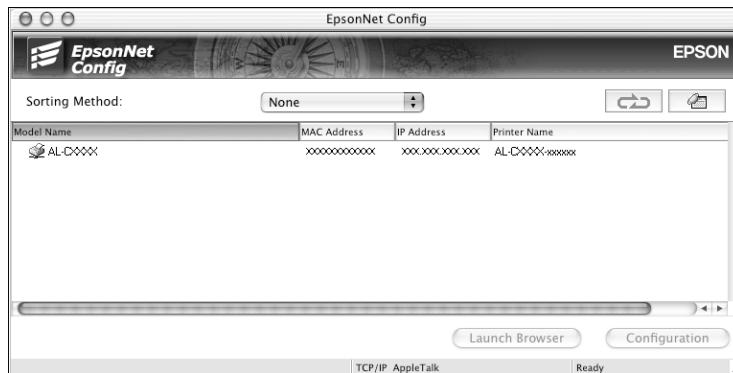 EpsonNet Config
EpsonNet
Config
EPSON
Sorting Method: None
Model Name MAC Address IP Address Printer Name
AL-CXXXX XXXXXXXXXXXX XXX.XXX.XXX.XXX AL-CXXXX-xxxxxx
Launch Browser Configuration
TCP/IP AppleTalk Ready